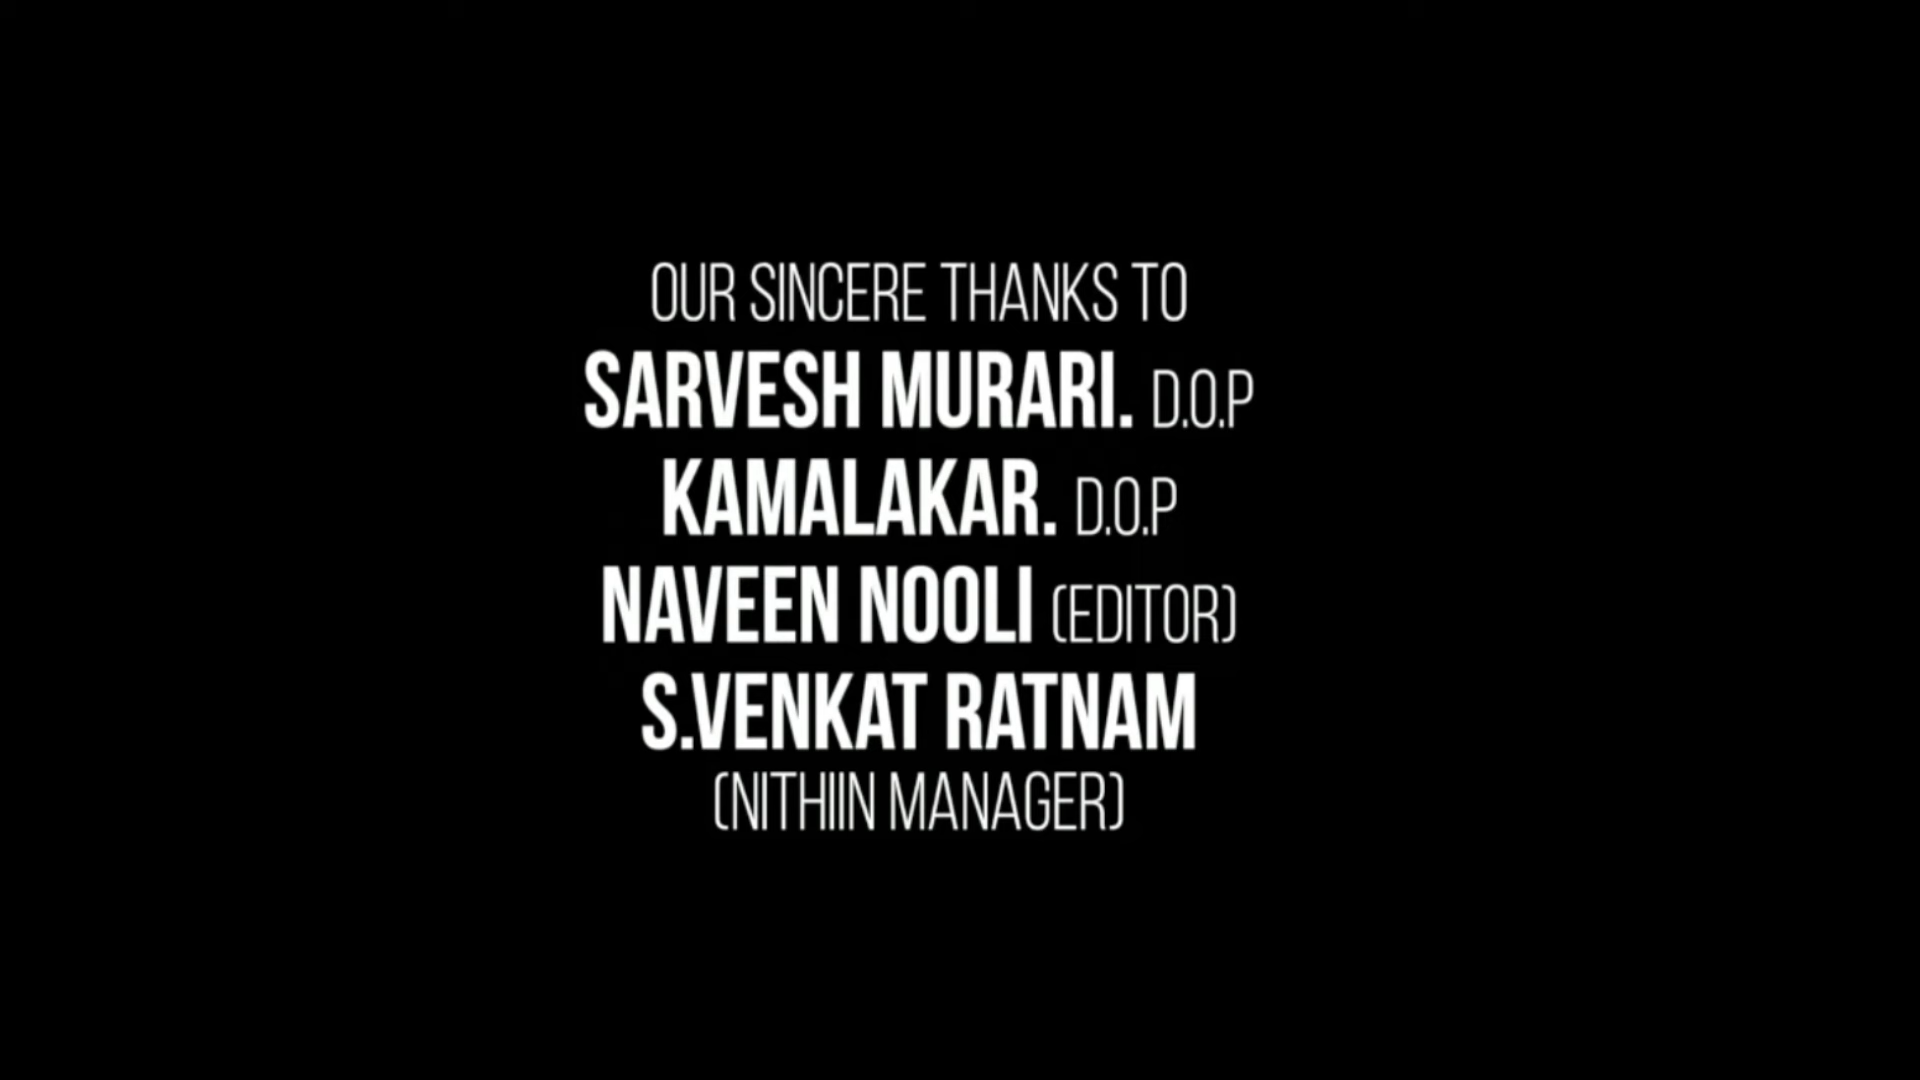 OUR SINCERE THANKS TO
SARVESH MURARI. D.O.P
KAMALAKAR. D.O.P
NAVEEN NOOLI (EDITOR)
S.VENKAT RATNAM
(NITHIIN MANAGER)